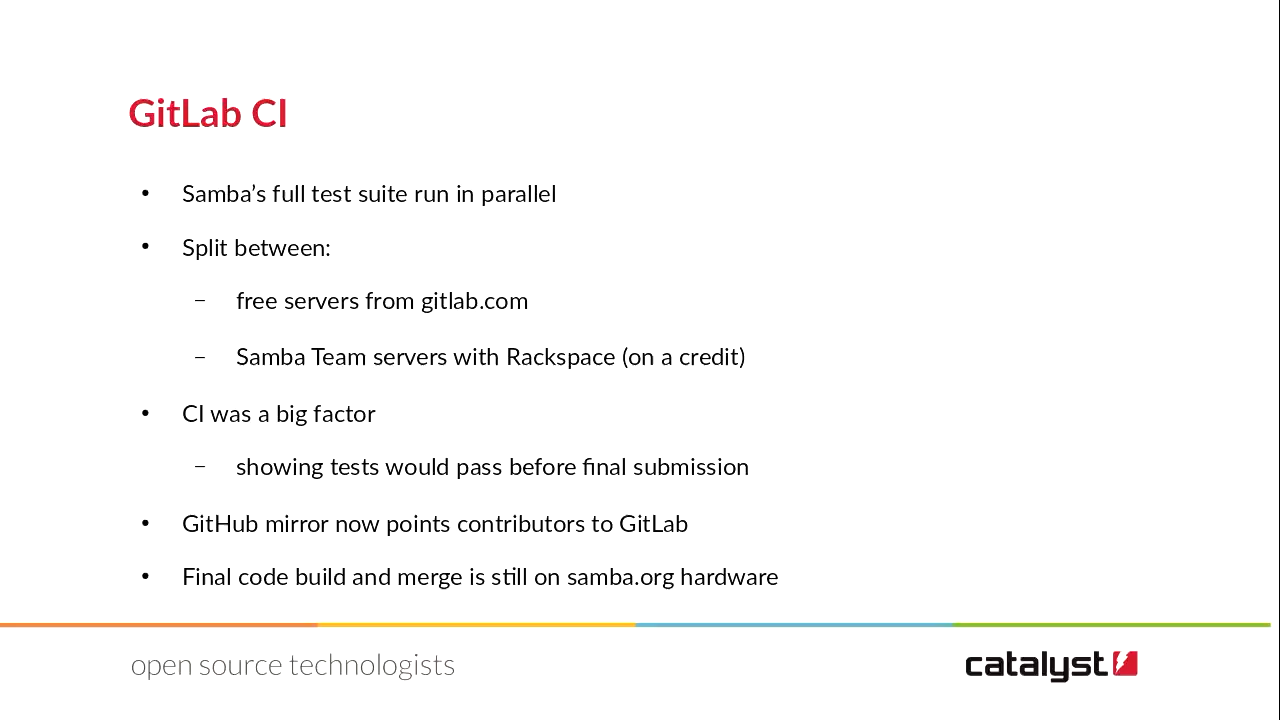 GitLab CI
• Samba’s full test suite run in parallel
• Split between:
– free servers from gitlab.com
– Samba Team servers with Rackspace (on a credit)
• CI was a big factor
– showing tests would pass before final submission
• GitHub mirror now points contributors to GitLab
• Final code build and merge is still on samba.org hardware
open source technologists
catalyst